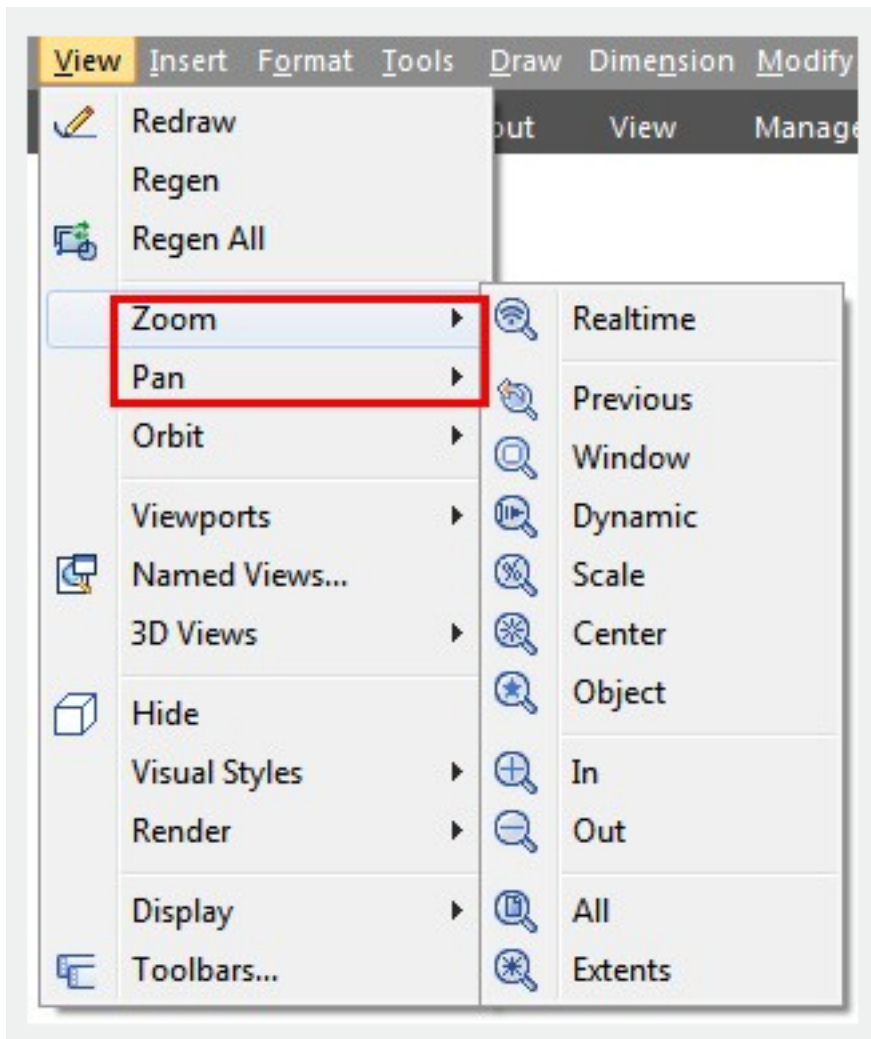 View Insert Format Tools Draw Dimension Modify
out View Manage
Redraw
Regen
Regen All
Zoom
Pan
Orbit
Viewports
Named Views...
3D Views
Hide
Visual Styles
Render
Display
Toolbars...
Realtime
Previous
Window
Dynamic
Scale
Center
Object
In
Out
All
Extents